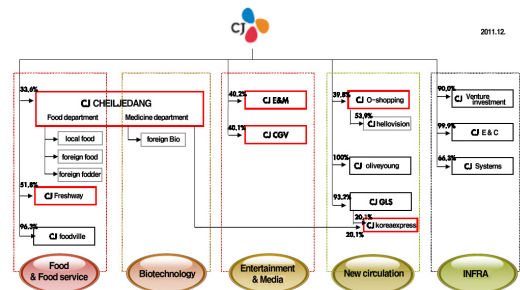 CJ
2011.12.
33,6%
CJ CHEILJEDANG
Food department
Medicine department
local food
foreign food
foreign fodder
foreign Bio
51,8%
CJ Freshway
96,3%
CJ foodville
40,2%
CJ E&M
40,1%
CJ CGV
39,8%
CJ O-shopping
53,9%
CJ hellovision
100%
CJ oliveyoung
93,2%
CJ GLS
20,1%
CJ koreaexpress
20,1%
90,0%
CJ Venture
investment
99,9%
CJ E & C
66,3%
CJ Systems
Food
& Food service
Biotechnology
Entertainment
& Media
New circulation
INFRA